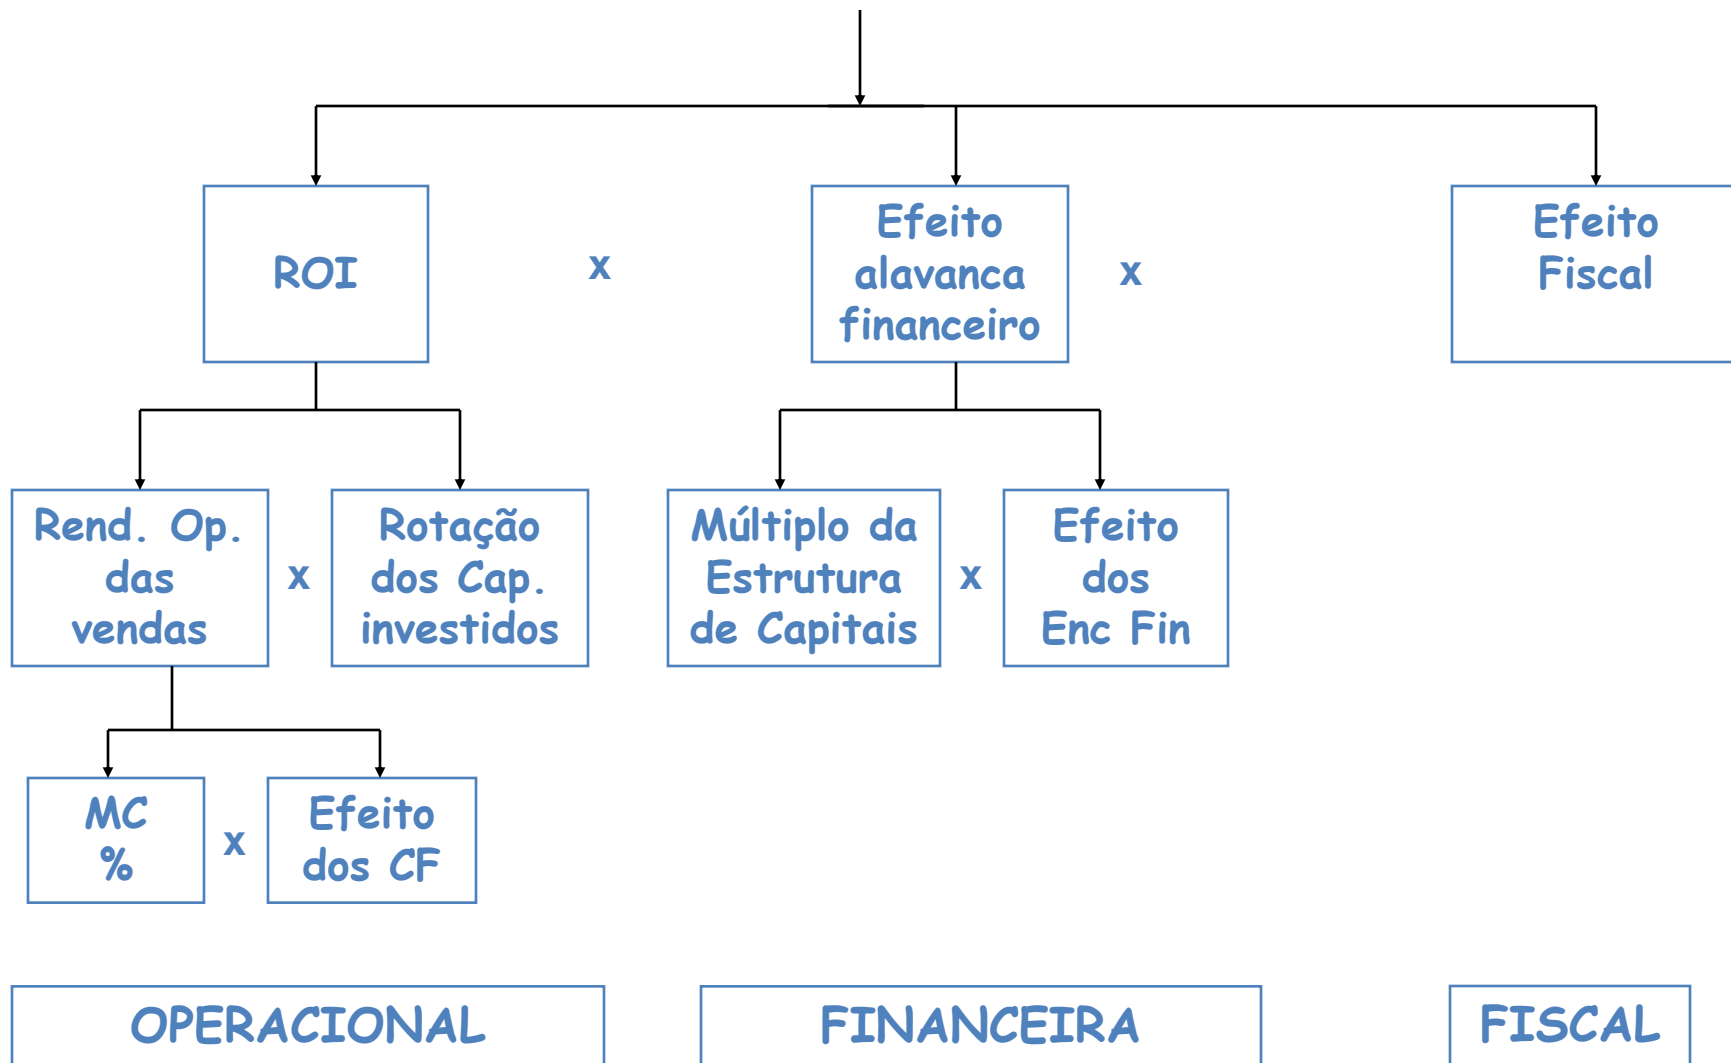 ROI
x
Efeito
alavanca
financeiro
x
Efeito
Fiscal
Rend. Op.
das
vendas
x
Rotação
dos Cap.
investidos
Múltiplo da
Estrutura
de Capitais
x
Efeito
dos
Enc Fin
MC
%
x
Efeito
dos CF
OPERACIONAL
FINANCEIRA
FISCAL